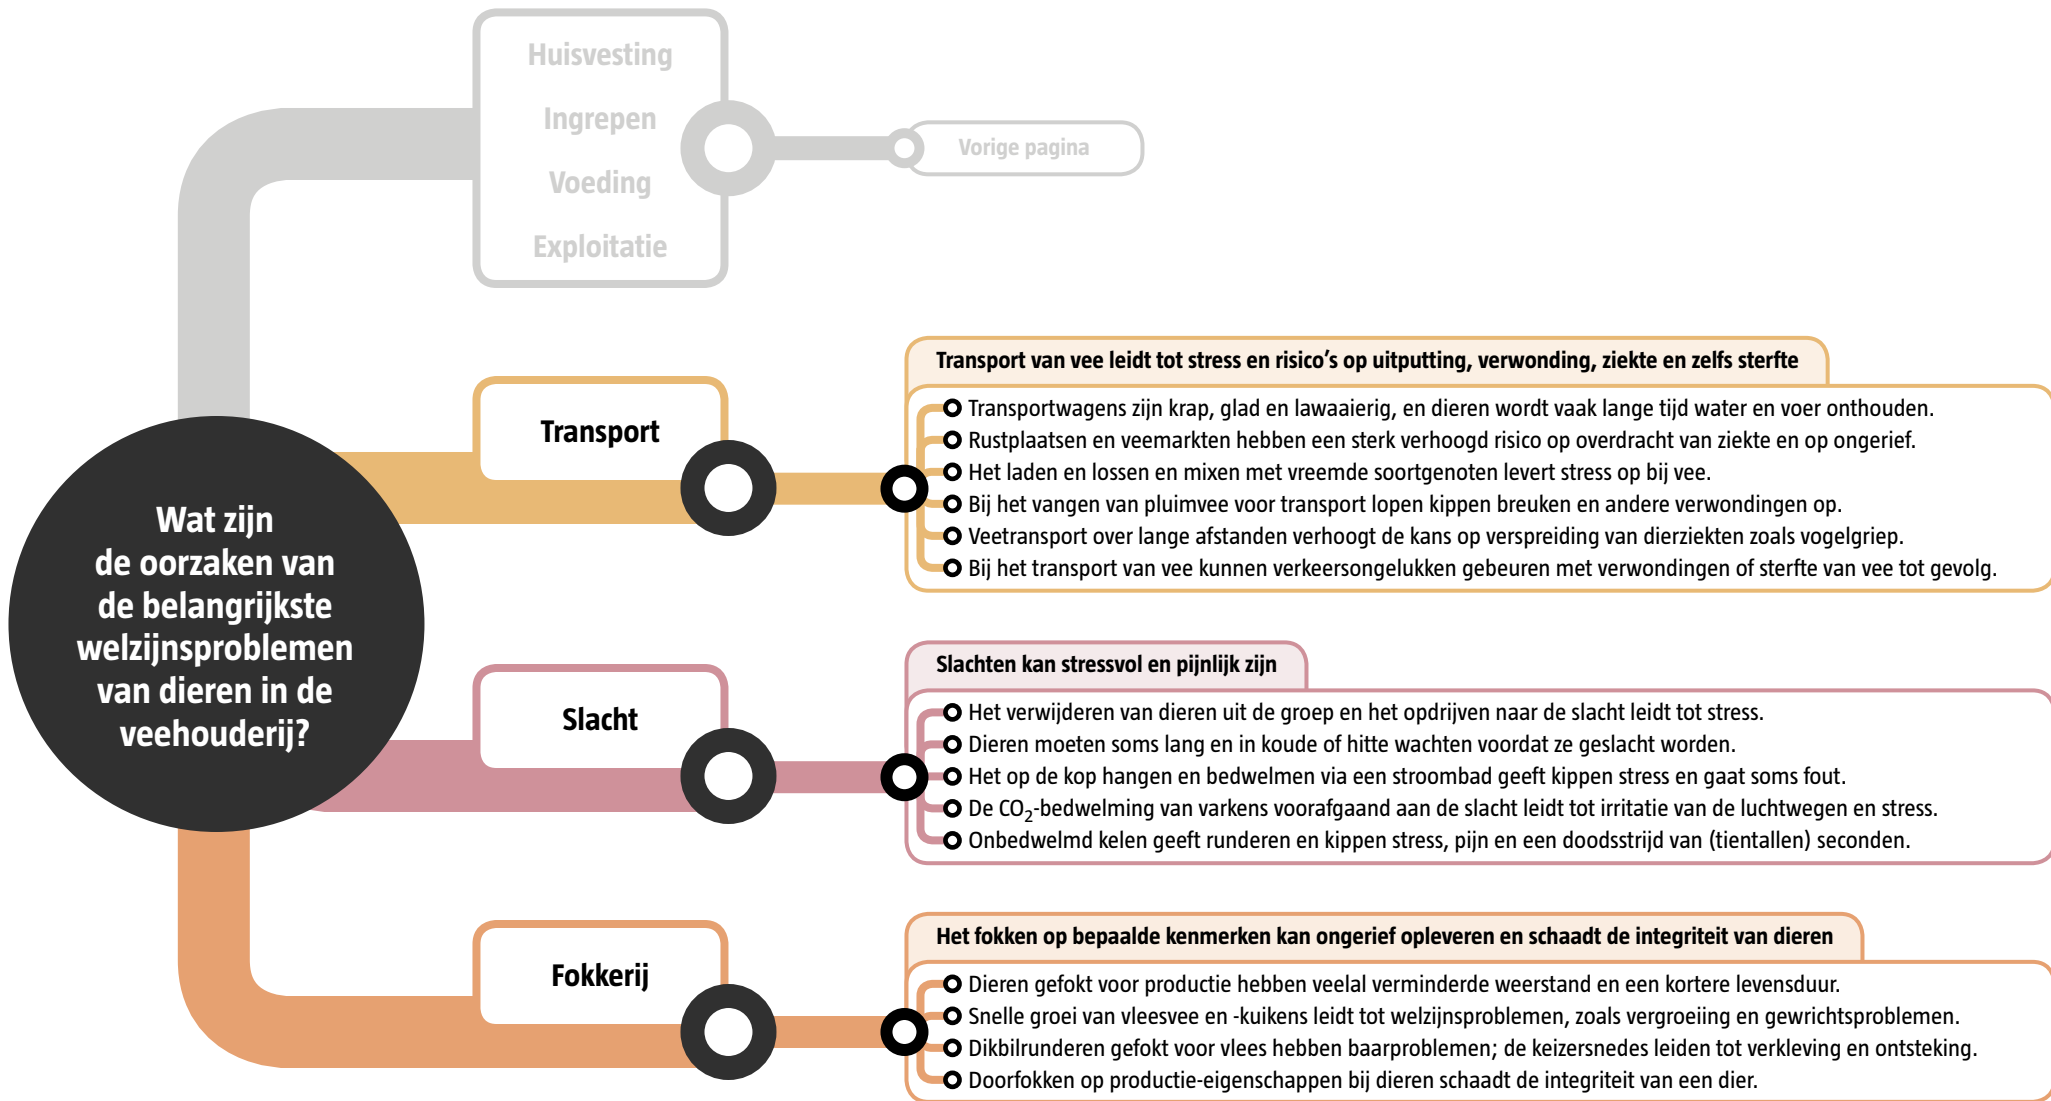 Huisvesting
Ingrepen
Voeding
Exploitatie
Vorige pagina
Wat zijn
de oorzaken van
de belangrijkste
welzijnsproblemen
van dieren in de
veehouderij?
Transport
Transport van vee leidt tot stress en risico's op uitputting, verwonding, ziekte en zelfs sterfte
Transportwagens zijn krap, glad en lawaaierig, en dieren wordt vaak lange tijd water en voer onthouden.
Rustplaatsen en veemarkten hebben een sterk verhoogd risico op overdracht van ziekte en op ongerief.
Het laden en lossen en mixen met vreemde soortgenoten levert stress op bij vee.
Bij het vangen van pluimvee voor transport lopen kippen breuken en andere verwondingen op.
Veetransport over lange afstanden verhoogt de kans op verspreiding van dierziekten zoals vogelgriep.
Bij het transport van vee kunnen verkeersongelukken gebeuren met verwondingen of sterfte van vee tot gevolg.
Slacht
Slachten kan stressvol en pijnlijk zijn
Het verwijderen van dieren uit de groep en het opdrijven naar de slacht leidt tot stress.
Dieren moeten soms lang en in koude of hitte wachten voordat ze geslacht worden.
Het op de kop hangen en bedwelmen via een stroombad geeft kippen stress en gaat soms fout.
De CO₂-bedwelming van varkens voorafgaand aan de slacht leidt tot irritatie van de luchtwegen en stress.
Onbedwelmd kelen geeft runderen en kippen stress, pijn en een doodsstrijd van (tientallen) seconden.
Fokkerij
Het fokken op bepaalde kenmerken kan ongerief opleveren en schaadt de integriteit van dieren
Dieren gefokt voor productie hebben veelal verminderde weerstand en een kortere levensduur.
Snelle groei van vleesvee en -kuikens leidt tot welzijnsproblemen, zoals vergroeiing en gewrichtsproblemen.
Dikbilrunderen gefokt voor vlees hebben baarproblemen; de keizersnedes leiden tot verkleving en ontsteking.
Doorfokken op productie-eigenschappen bij dieren schaadt de integriteit van een dier.